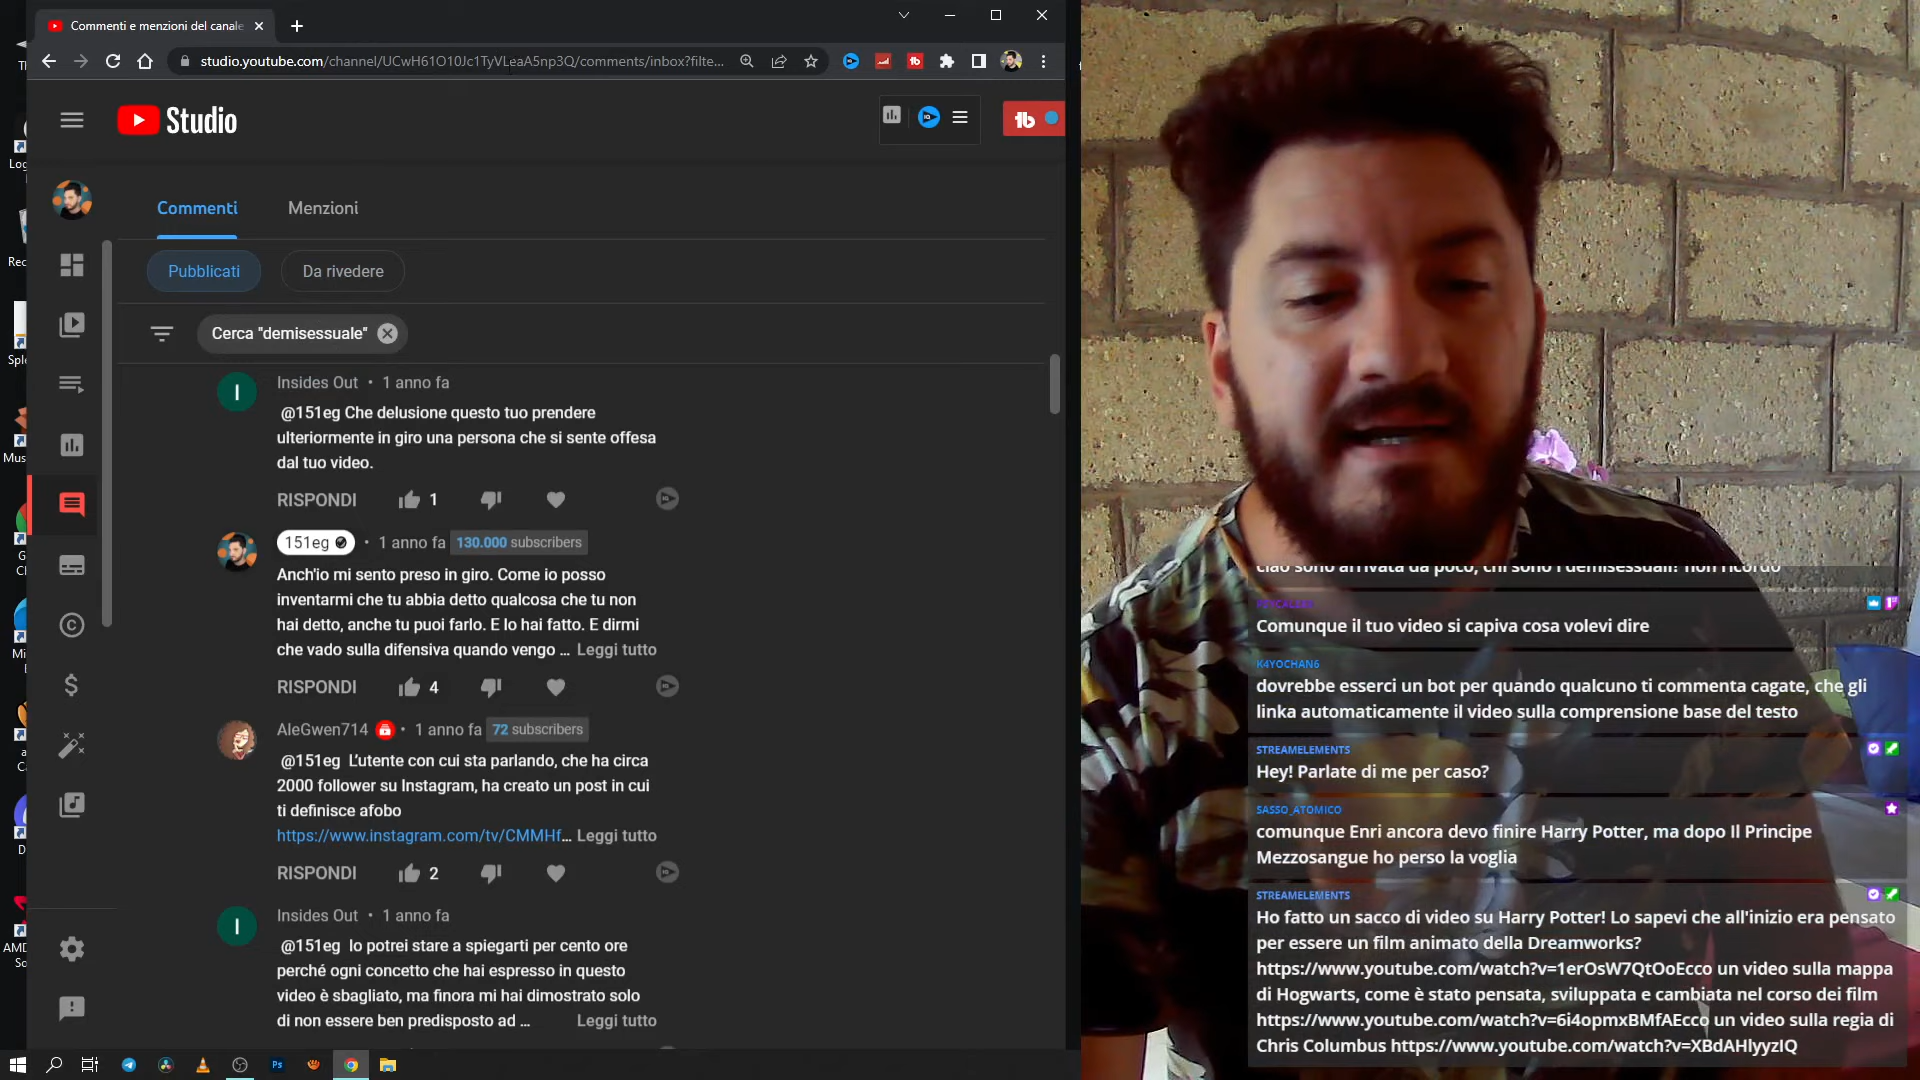 Commenti e menzioni del canale
studio.youtube.com/channel/UCwH61O10Jc1TyVLeaA5np3Q/comments/inbox?filte...
Studio
Commenti
Menzioni
Pubblicati
Da rivedere
Cerca "demisessuale"
Insides Out • 1 anno fa
@151eg Che delusione questo tuo prendere
ulteriormente in giro una persona che si sente offesa
dal tuo video.
RISPONDI 1
151eg • 1 anno fa 130.000 subscribers
Anch'io mi sento preso in giro. Come io posso
inventarmi che tu abbia detto qualcosa che tu non
hai detto, anche tu puoi farlo. E lo hai fatto. E dirmi
che vado sulla difensiva quando vengo ... Leggi tutto
RISPONDI 4
AleGwen714 • 1 anno fa 72 subscribers
@151eg L'utente con cui sta parlando, che ha circa
2000 follower su Instagram, ha creato un post in cui
ti definisce afobo
https://www.instagram.com/tv/CMMHf... Leggi tutto
RISPONDI 2
Insides Out • 1 anno fa
@151eg Io potrei stare a spiegarti per cento ore
perché ogni concetto che hai espresso in questo
video è sbagliato, ma finora mi hai dimostrato solo
di non essere ben predisposto ad ... Leggi tutto
ciao sono arrivata da poco, chi sono i demisessuali? non ricordo
Comunque il tuo video si capiva cosa volevi dire
K4YOCHAN6
dovrebbe esserci un bot per quando qualcuno ti commenta cagate, che gli
linka automaticamente il video sulla comprensione base del testo
STREAMELEMENTS
Hey! Parlate di me per caso?
SASSO_ATOMICO
comunque Enri ancora devo finire Harry Potter, ma dopo Il Principe
Mezzosangue ho perso la voglia
STREAMELEMENTS
Ho fatto un sacco di video su Harry Potter! Lo sapevi che all'inizio era pensato
per essere un film animato della Dreamworks?
https://www.youtube.com/watch?v=1erOsW7QtOoEcco un video sulla mappa
di Hogwarts, come è stato pensata, sviluppata e cambiata nel corso dei film
https://www.youtube.com/watch?v=6i4opmxBMfAEcco un video sulla regia di
Chris Columbus https://www.youtube.com/watch?v=XBdAHlyyzIQ